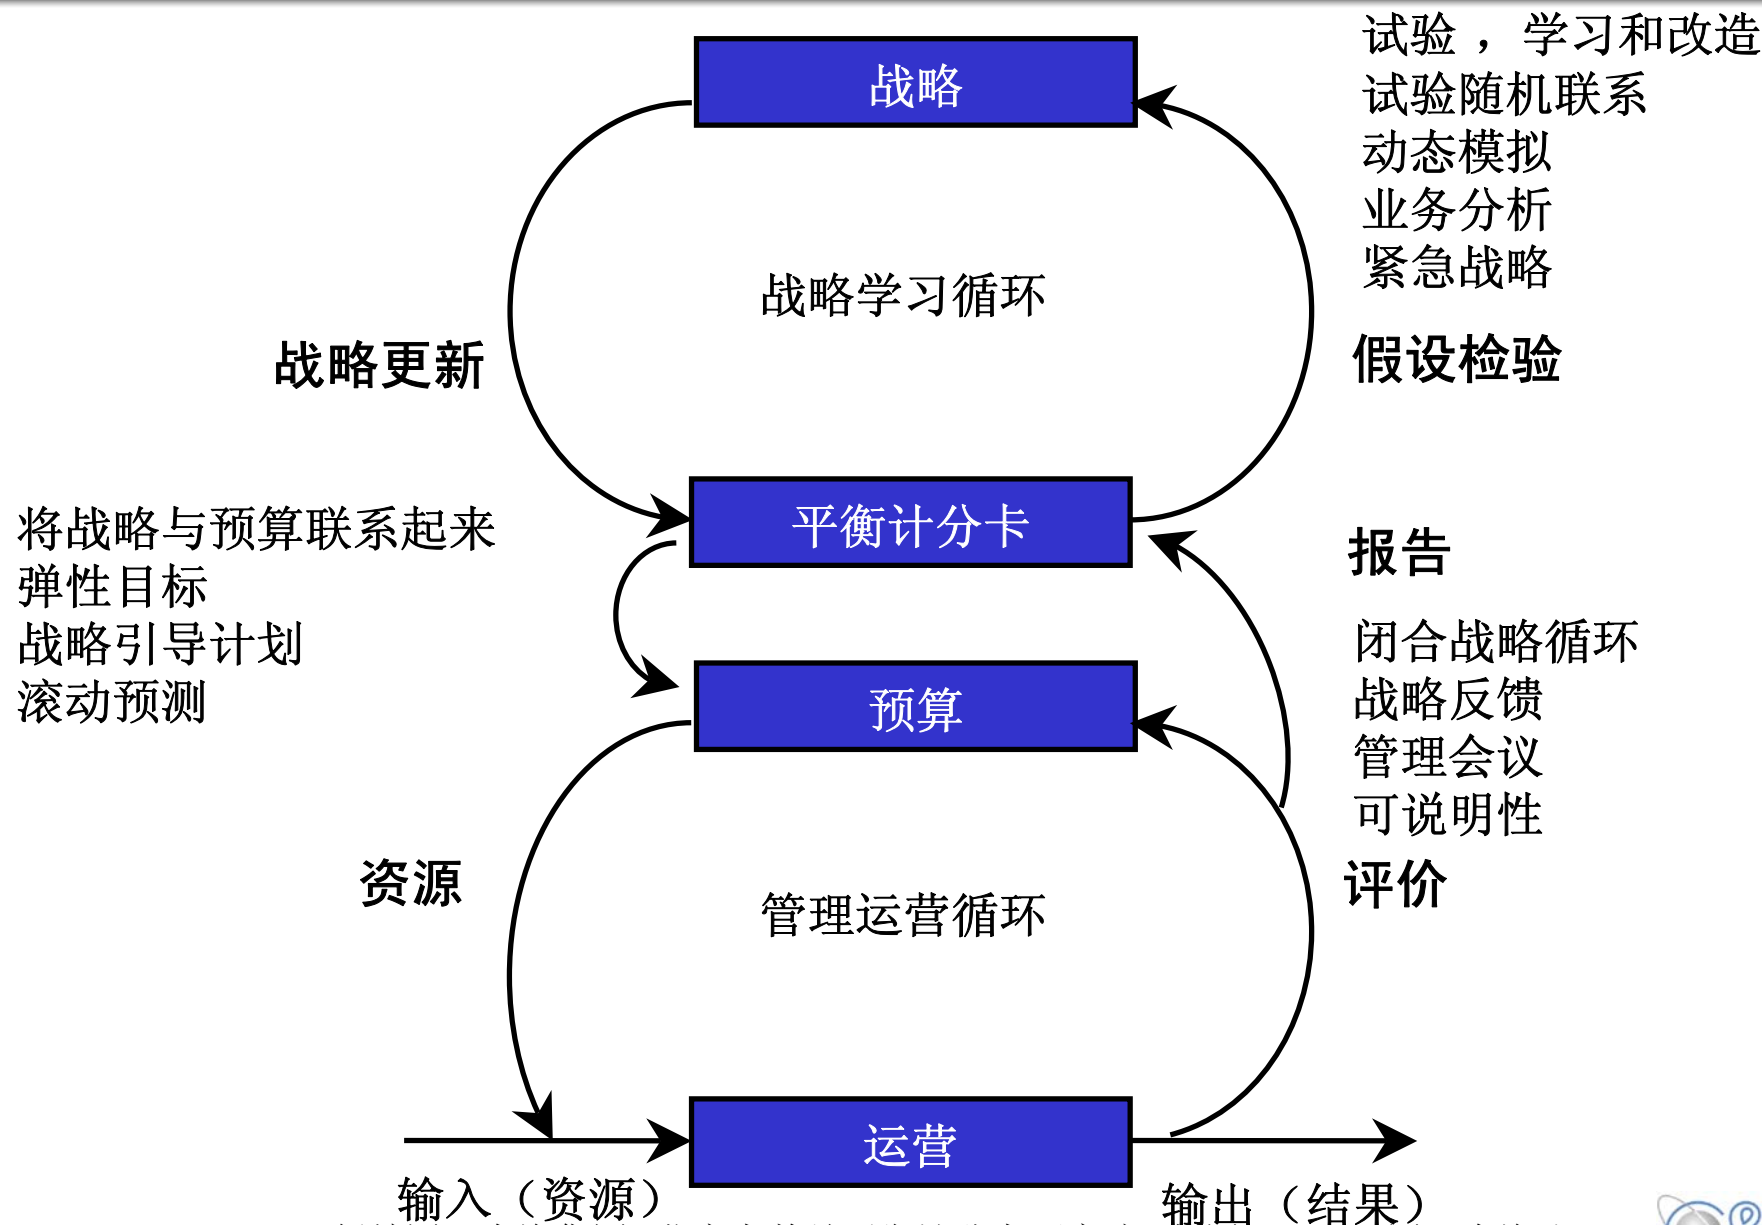 试验，学习和改造
试验随机联系
动态模拟
业务分析
紧急战略
战略
战略学习循环
战略更新
假设检验
将战略与预算联系起来
弹性目标
战略引导计划
滚动预测
平衡计分卡
报告
闭合战略循环
战略反馈
管理会议
可说明性
预算
资源
管理运营循环
评价
运营
输入（资源）
输出（结果）